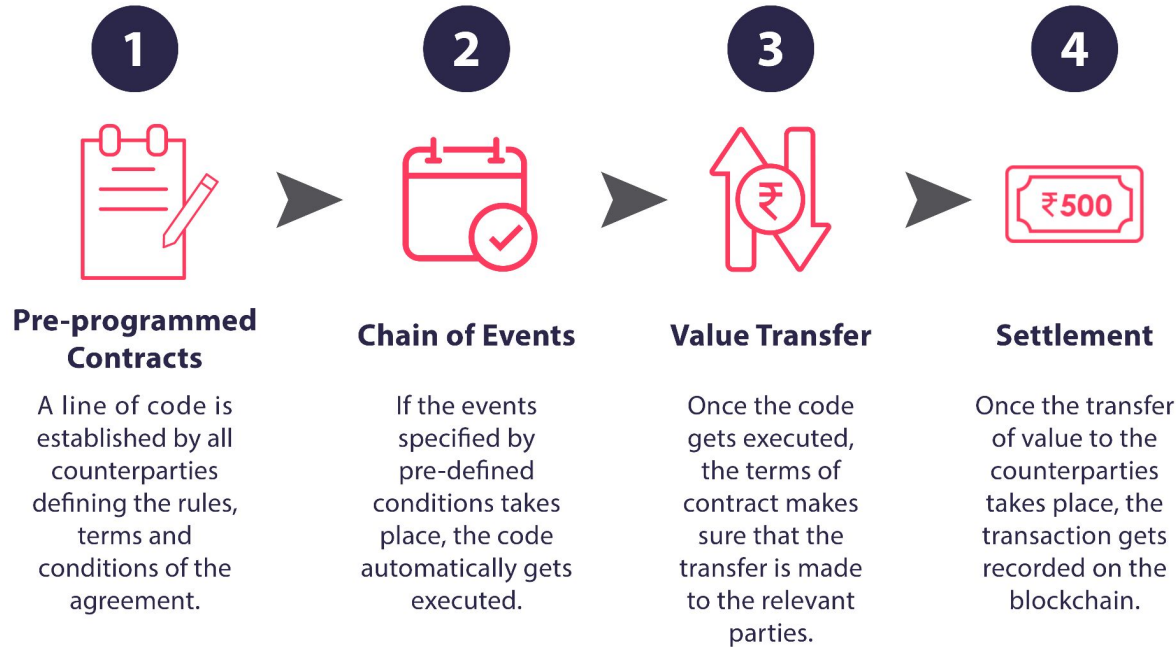 1
2
3
4
₹
₹500
Pre-programmed
Contracts
A line of code is
established by all
counterparties
defining the rules,
terms and
conditions of the
agreement.
Chain of Events
If the events
specified by
pre-defined
conditions takes
place, the code
automatically gets
executed.
Value Transfer
Once the code
gets executed,
the terms of
contract makes
sure that the
transfer is made
to the relevant
parties.
Settlement
Once the transfer
of value to the
counterparties
takes place, the
transaction gets
recorded on the
blockchain.